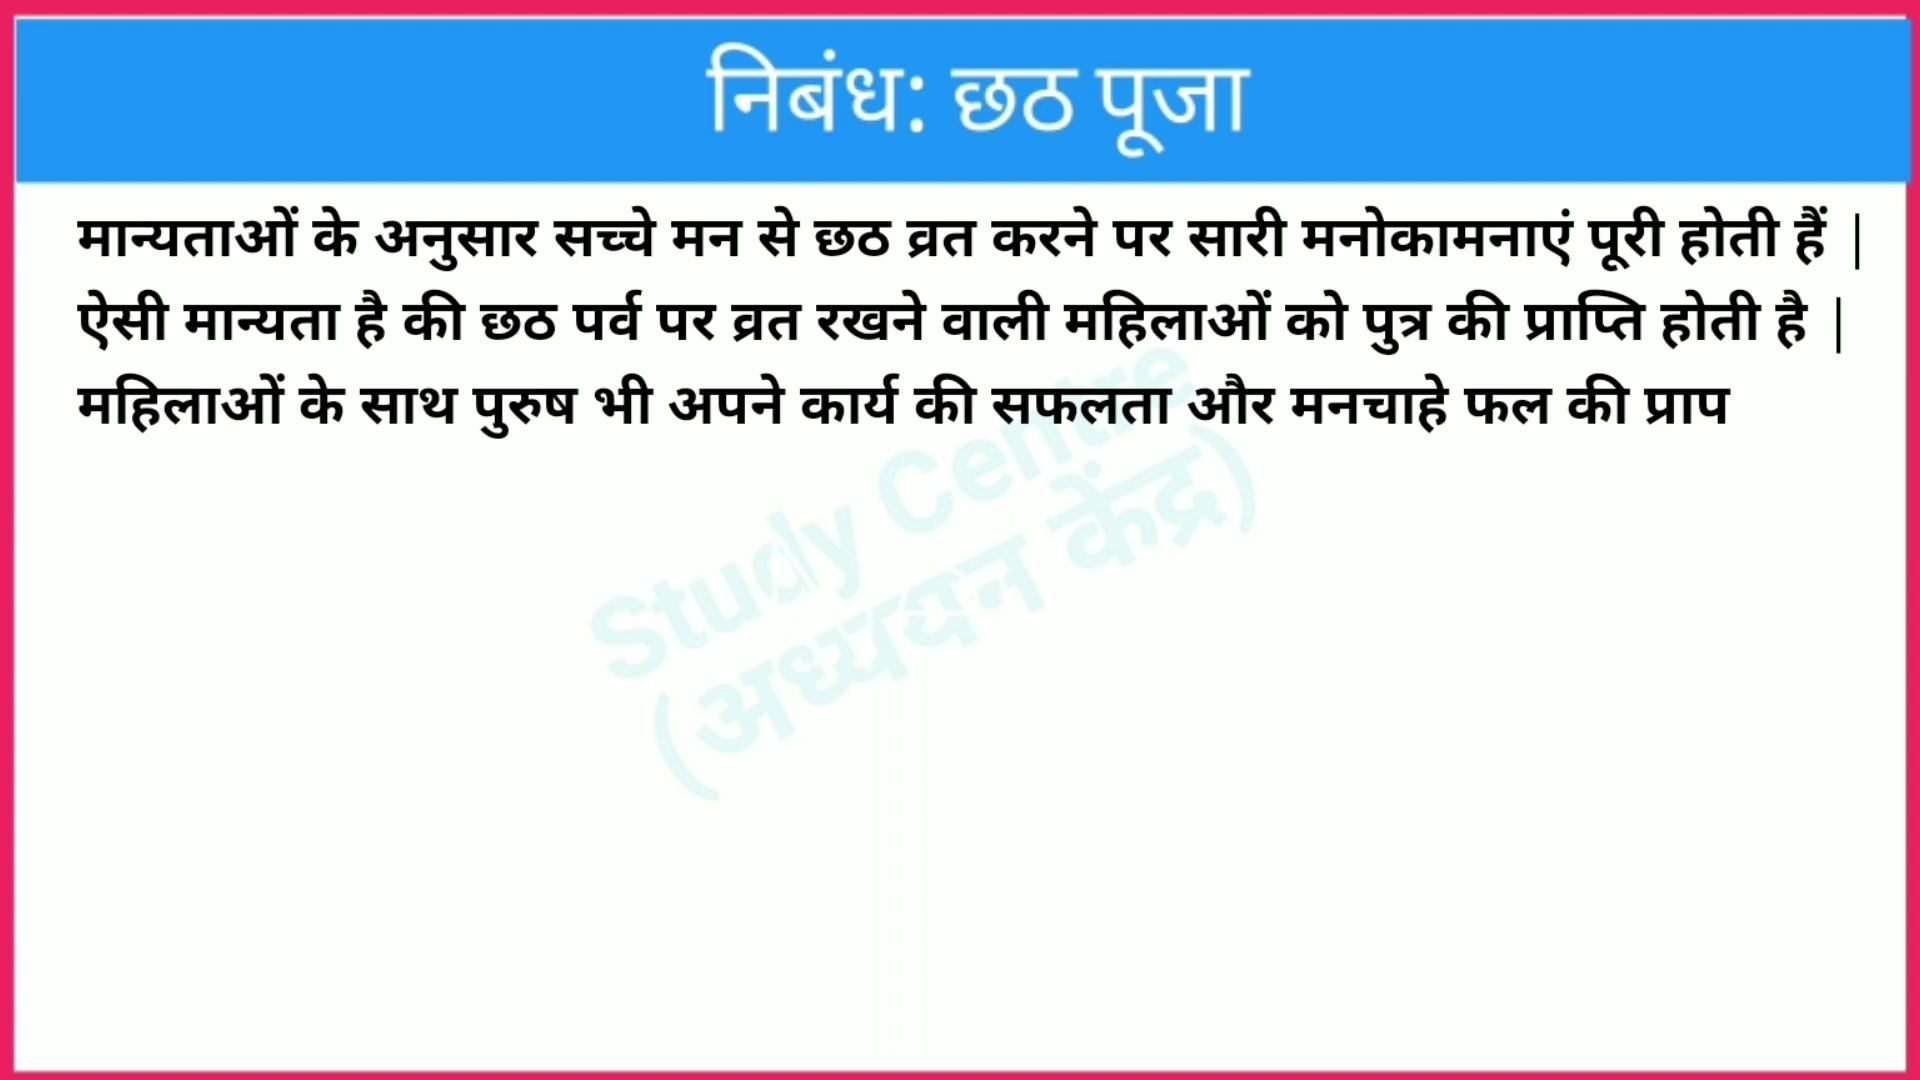 निबंध: छठ पूजा
मान्यताओं के अनुसार सच्चे मन से छठ व्रत करने पर सारी मनोकामनाएं पूरी होती हैं |
ऐसी मान्यता है की छठ पर्व पर व्रत रखने वाली महिलाओं को पुत्र की प्राप्ति होती है |
महिलाओं के साथ पुरुष भी अपने कार्य की सफलता और मनचाहे फल की प्राप
Study Centre
(अध्ययन केंद्र)